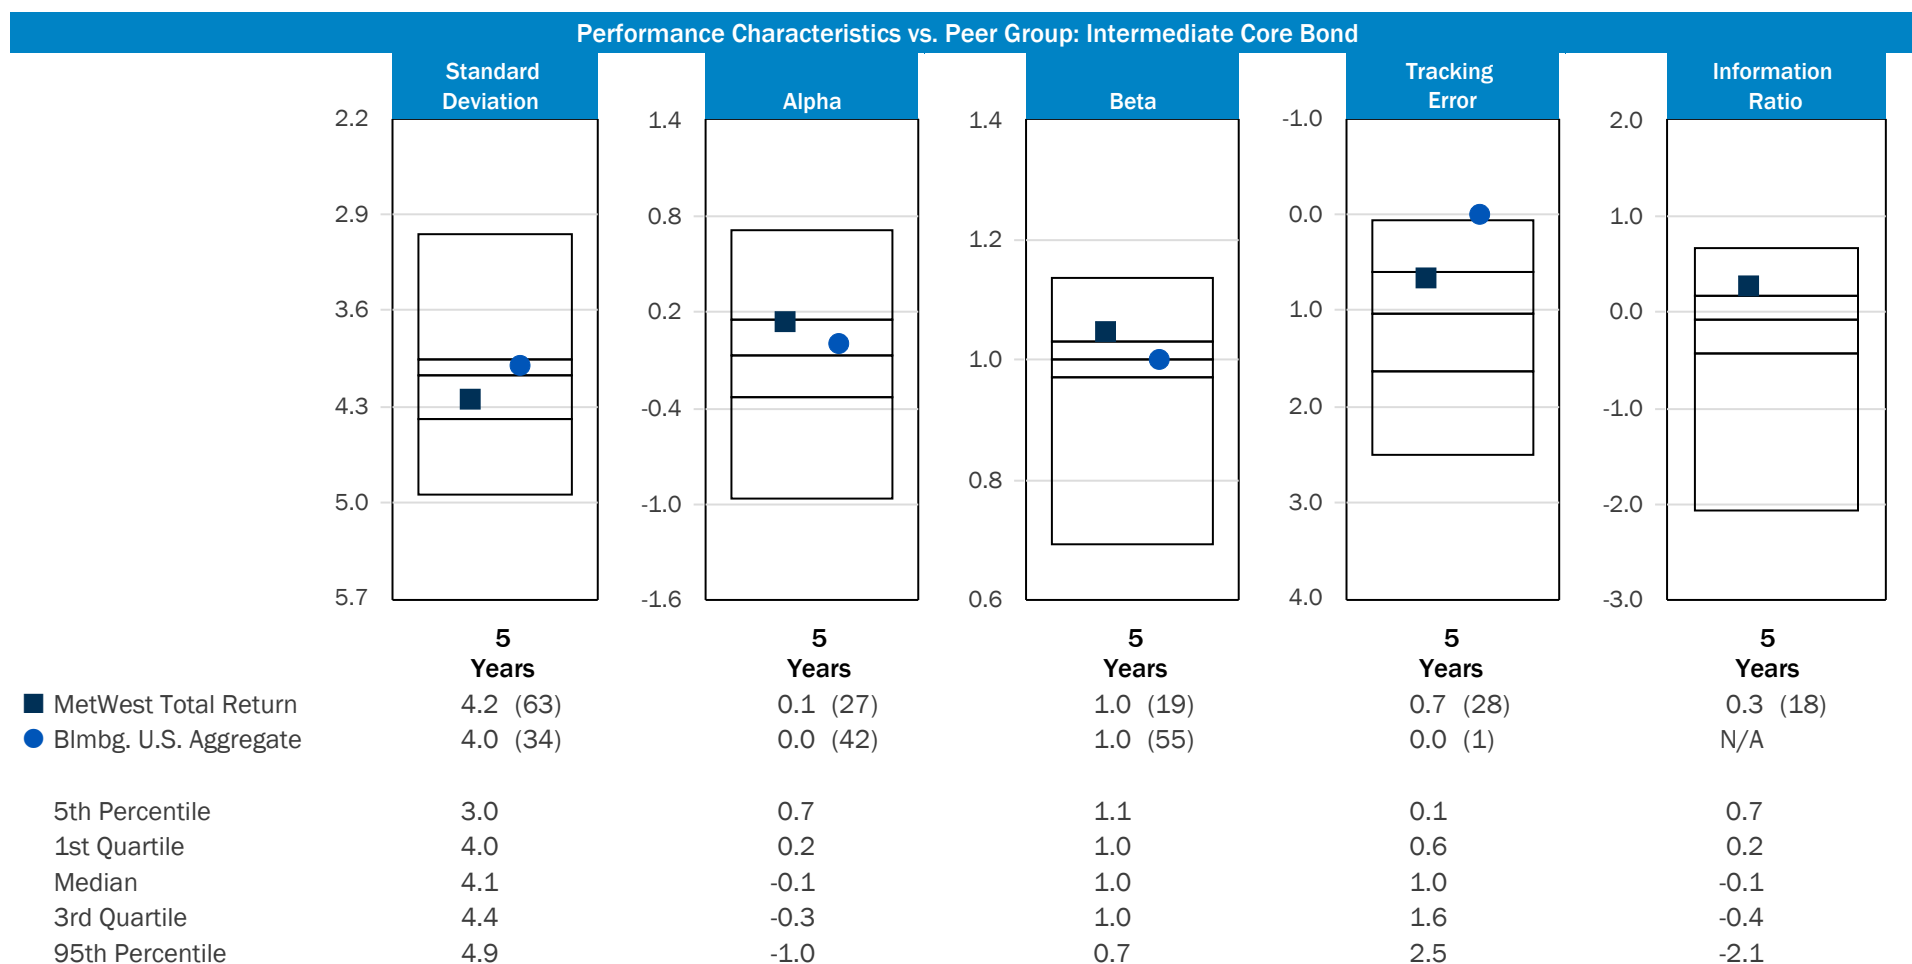 Performance Characteristics vs. Peer Group: Intermediate Core Bond
Standard
Deviation
Alpha
Beta
Tracking
Error
Information
Ratio
2.2
2.9
3.6
4.3
5.0
5.7
1.4
0.8
0.2
-0.4
-1.0
-1.6
1.4
1.2
1.0
0.8
0.6
-1.0
0.0
1.0
2.0
3.0
4.0
2.0
1.0
0.0
-1.0
-2.0
-3.0
5 5 5 5 5
Years Years Years Years Years
MetWest Total Return 4.2 (63) 0.1 (27) 1.0 (19) 0.7 (28) 0.3 (18)
Blmbg. U.S. Aggregate 4.0 (34) 0.0 (42) 1.0 (55) 0.0 (1) N/A
5th Percentile 3.0 0.7 1.1 0.1 0.7
1st Quartile 4.0 0.2 1.0 0.6 0.2
Median 4.1 -0.1 1.0 1.0 -0.1
3rd Quartile 4.4 -0.3 1.0 1.6 -0.4
95th Percentile 4.9 -1.0 0.7 2.5 -2.1